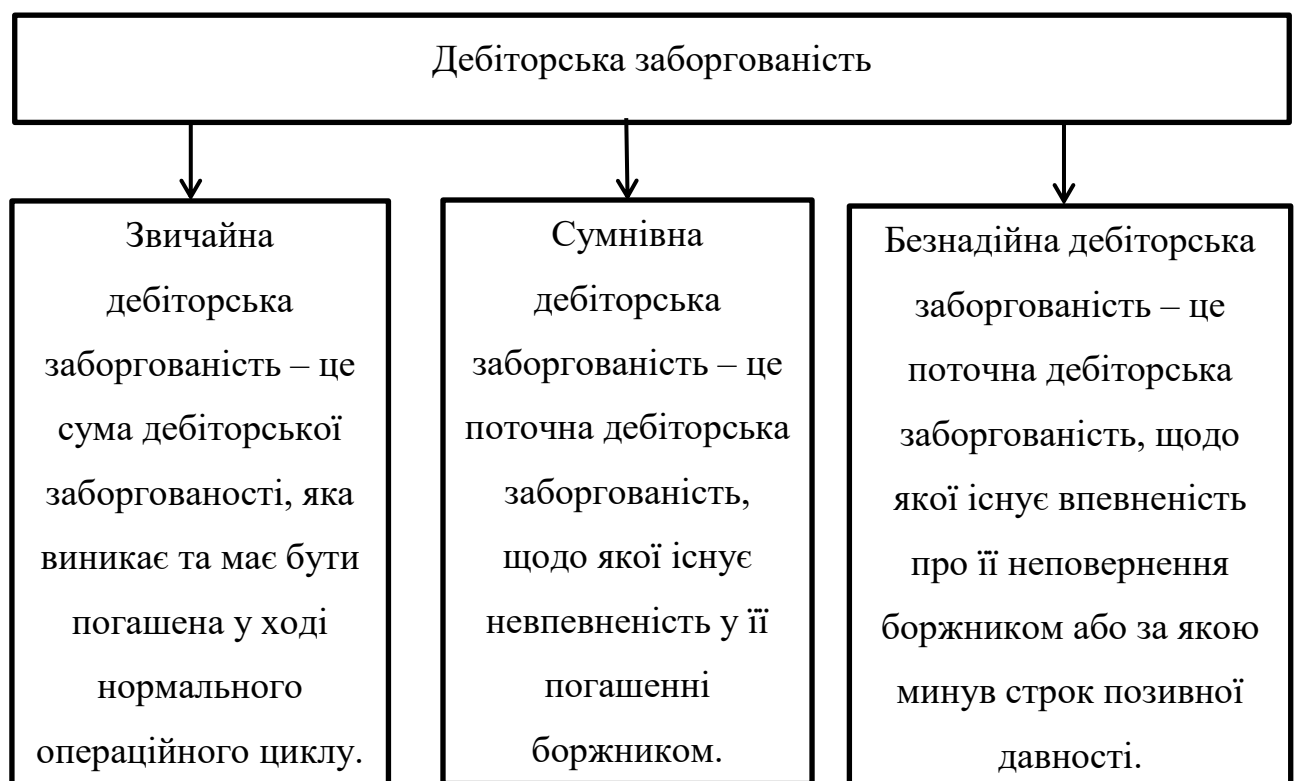 Дебіторська заборгованість
Звичайна
дебіторська
заборгованість – це
сума дебіторської
заборгованості, яка
виникає та має бути
погашена у ході
нормального
операційного циклу.
Сумнівна
дебіторська
заборгованість – це
поточна дебіторська
заборгованість,
щодо якої існує
невпевненість у її
погашенні
боржником.
Безнадійна дебіторська
заборгованість – це
поточна дебіторська
заборгованість, щодо
якої існує впевненість
про її неповернення
боржником або за якою
минув строк позивної
давності.